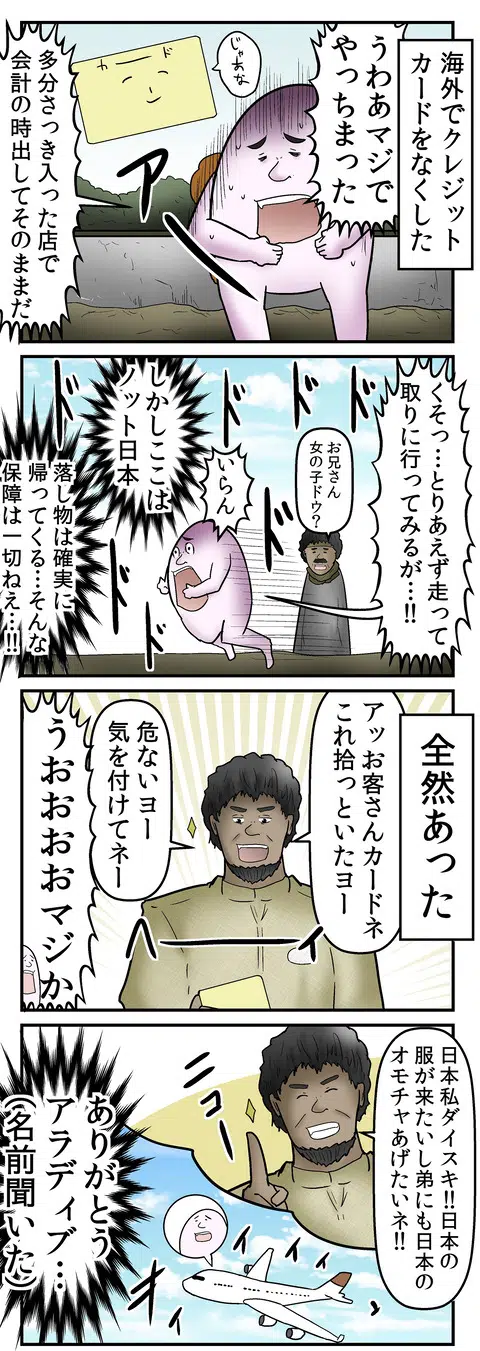 海外でクレジット
カードをなくした
うわあマジで
やっちまった
じゃあな
カード
ア
多分さっき入った店で
会計の時出してそのままだ
くそっ…とりあえず走って
取りに行ってみるが…!!
お兄さん
女の子ドウ?
いらん
ドドドドド
しかしここは
ノット日本
落し物は確実に
帰ってくる…そんな
保障は一切ねぇ…!!
全然あった
アッお客さんカードネ
これ拾っといたヨー
危ないヨー
気を付けてネー
ヘーイ
うおおおおマジか
日本私ダイスキ!!日本の
服が来たいし弟にも日本の
オモチャあげたいネ!!
ニコー
ありがとう
アラディブ…
(名前聞いた)